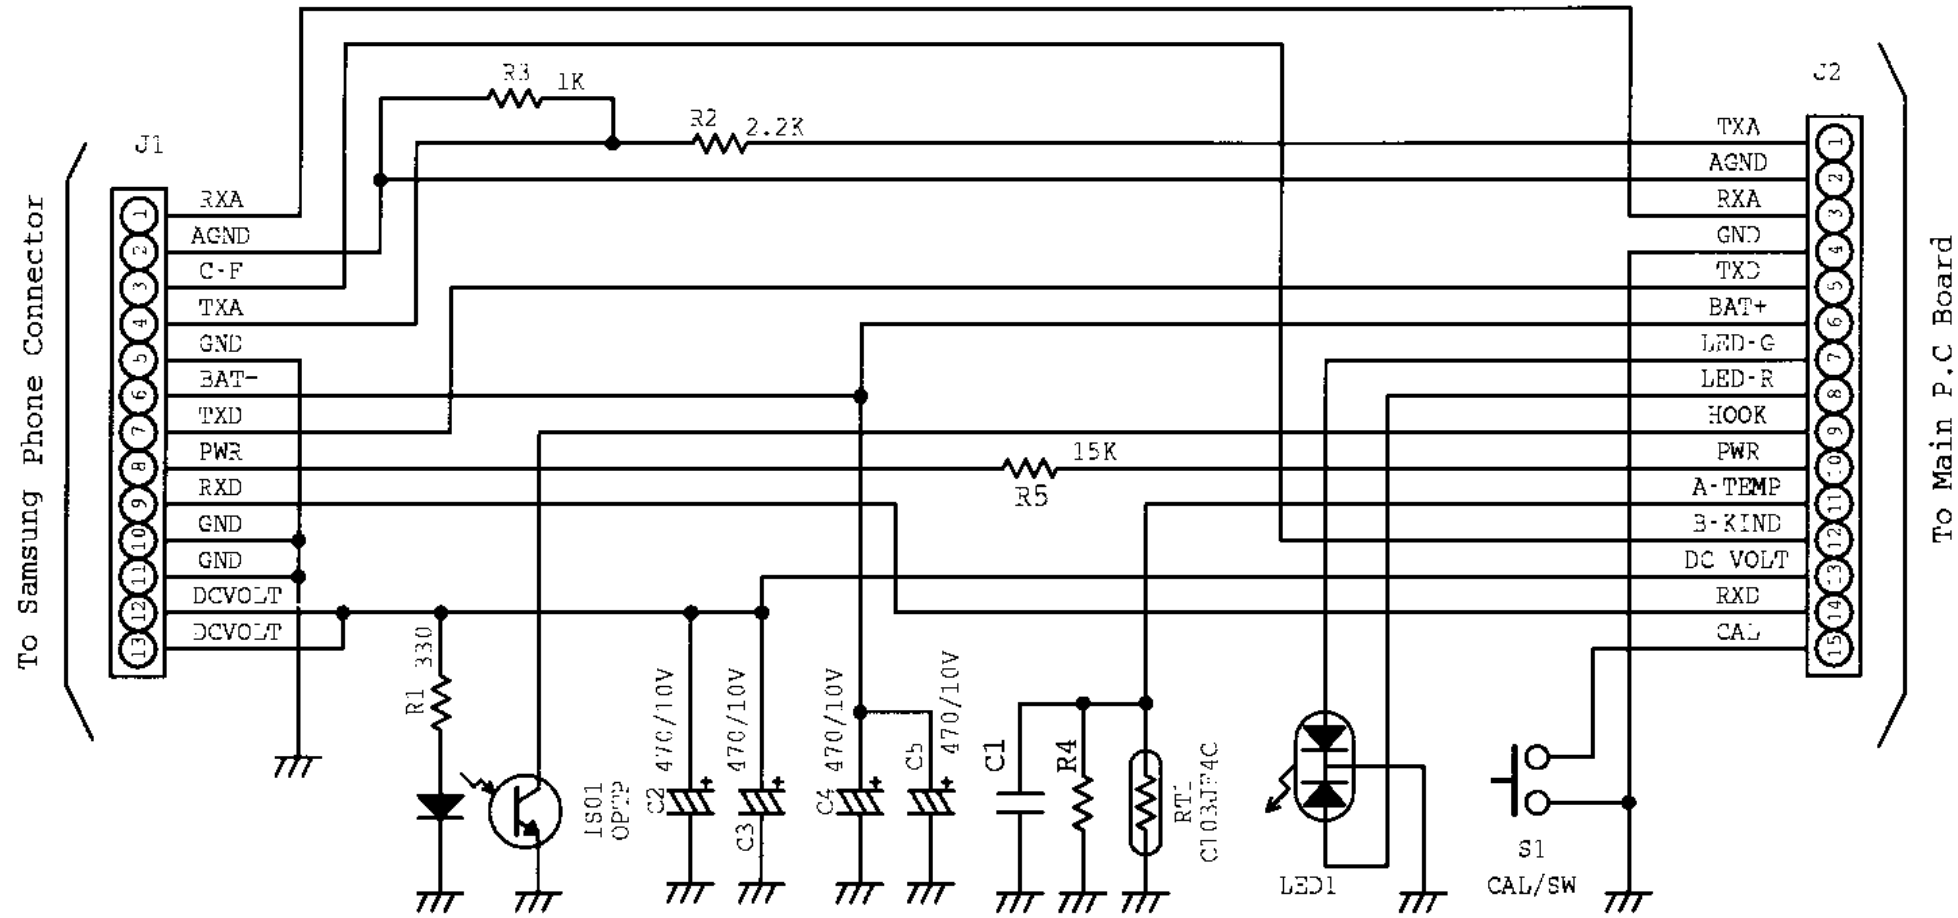 To Samsung Phone Connector
J1
1 RXA
2 AGND
3 C-F
4 TXA
5 GND
6 BAT-
7 TXD
8 PWR
9 RXD
10 GND
11 GND
12 DCVOLT
13 DCVOLT
R3 1K
R2 2.2K
15K
R5
R1 330
ISO1
OPTP
C2 470/10V
C3 470/10V
C4 470/10V
C5 470/10V
C1
R4
RT1
C103JF4C
LED1
S1
CAL/SW
J2
TXA 1
AGND 2
RXA 3
GND 4
TXD 5
BAT+ 6
LED-G 7
LED-R 8
HOOK 9
PWR 10
A-TEMP 11
B-KIND 12
DC VOLT 13
RXD 14
CAL 15
To Main P.C Board